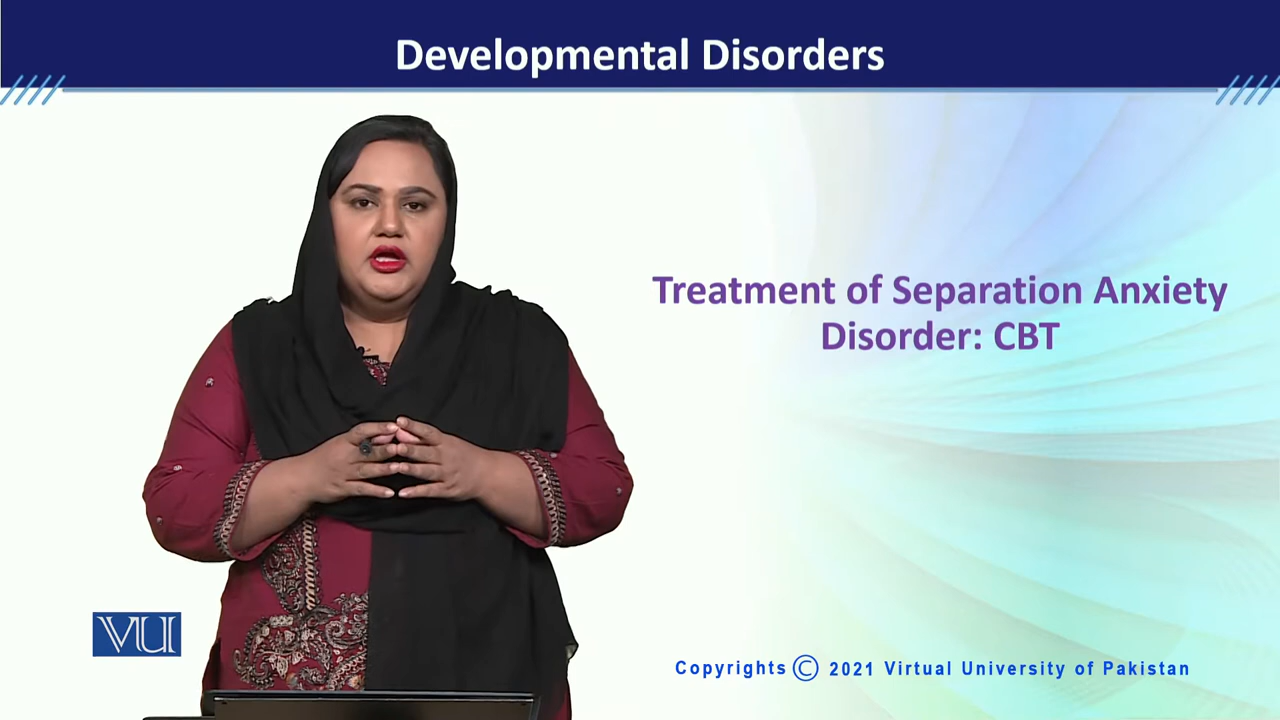 Developmental Disorders
Treatment of Separation Anxiety
Disorder: CBT
VU
Copyrights © 2021 Virtual University of Pakistan